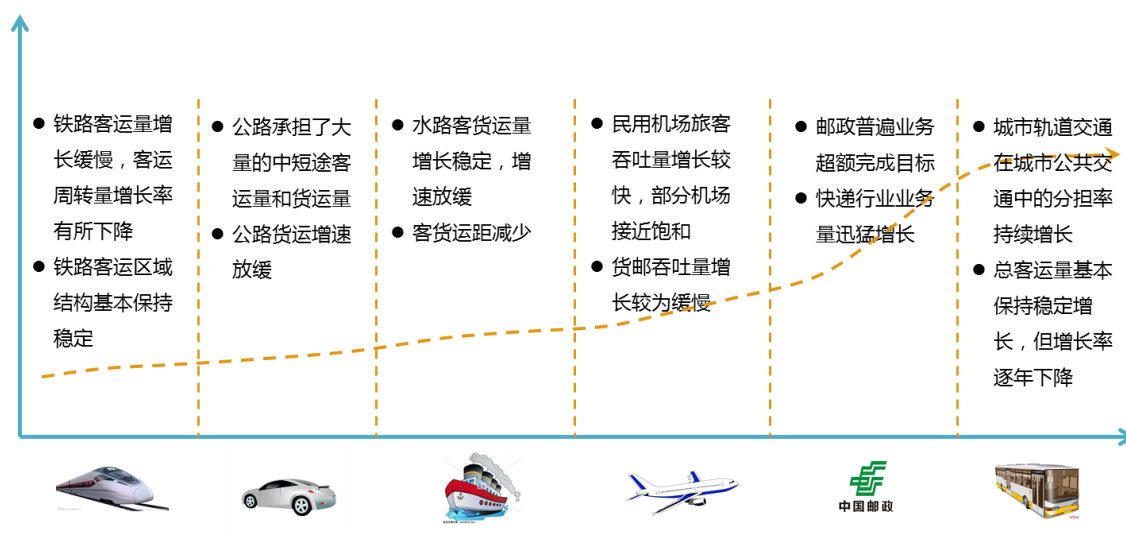 铁路客运量增
长缓慢，客运
周转量增长率
有所下降
铁路客运区域
结构基本保持
稳定
公路承担了大
量的中短途客
运量和货运量
公路货运增速
放缓
水路客货运量
增长稳定，增
速放缓
客货运距减少
民用机场旅客
吞吐量增长较
快，部分机场
接近饱和
货邮吞吐量增
长较为缓慢
邮政普遍业务
超额完成目标
快递行业业务
量迅猛增长
城市轨道交通
在城市公共交
通中的分担率
持续增长
总客运量基本
保持稳定增
长，但增长率
逐年下降
中国邮政